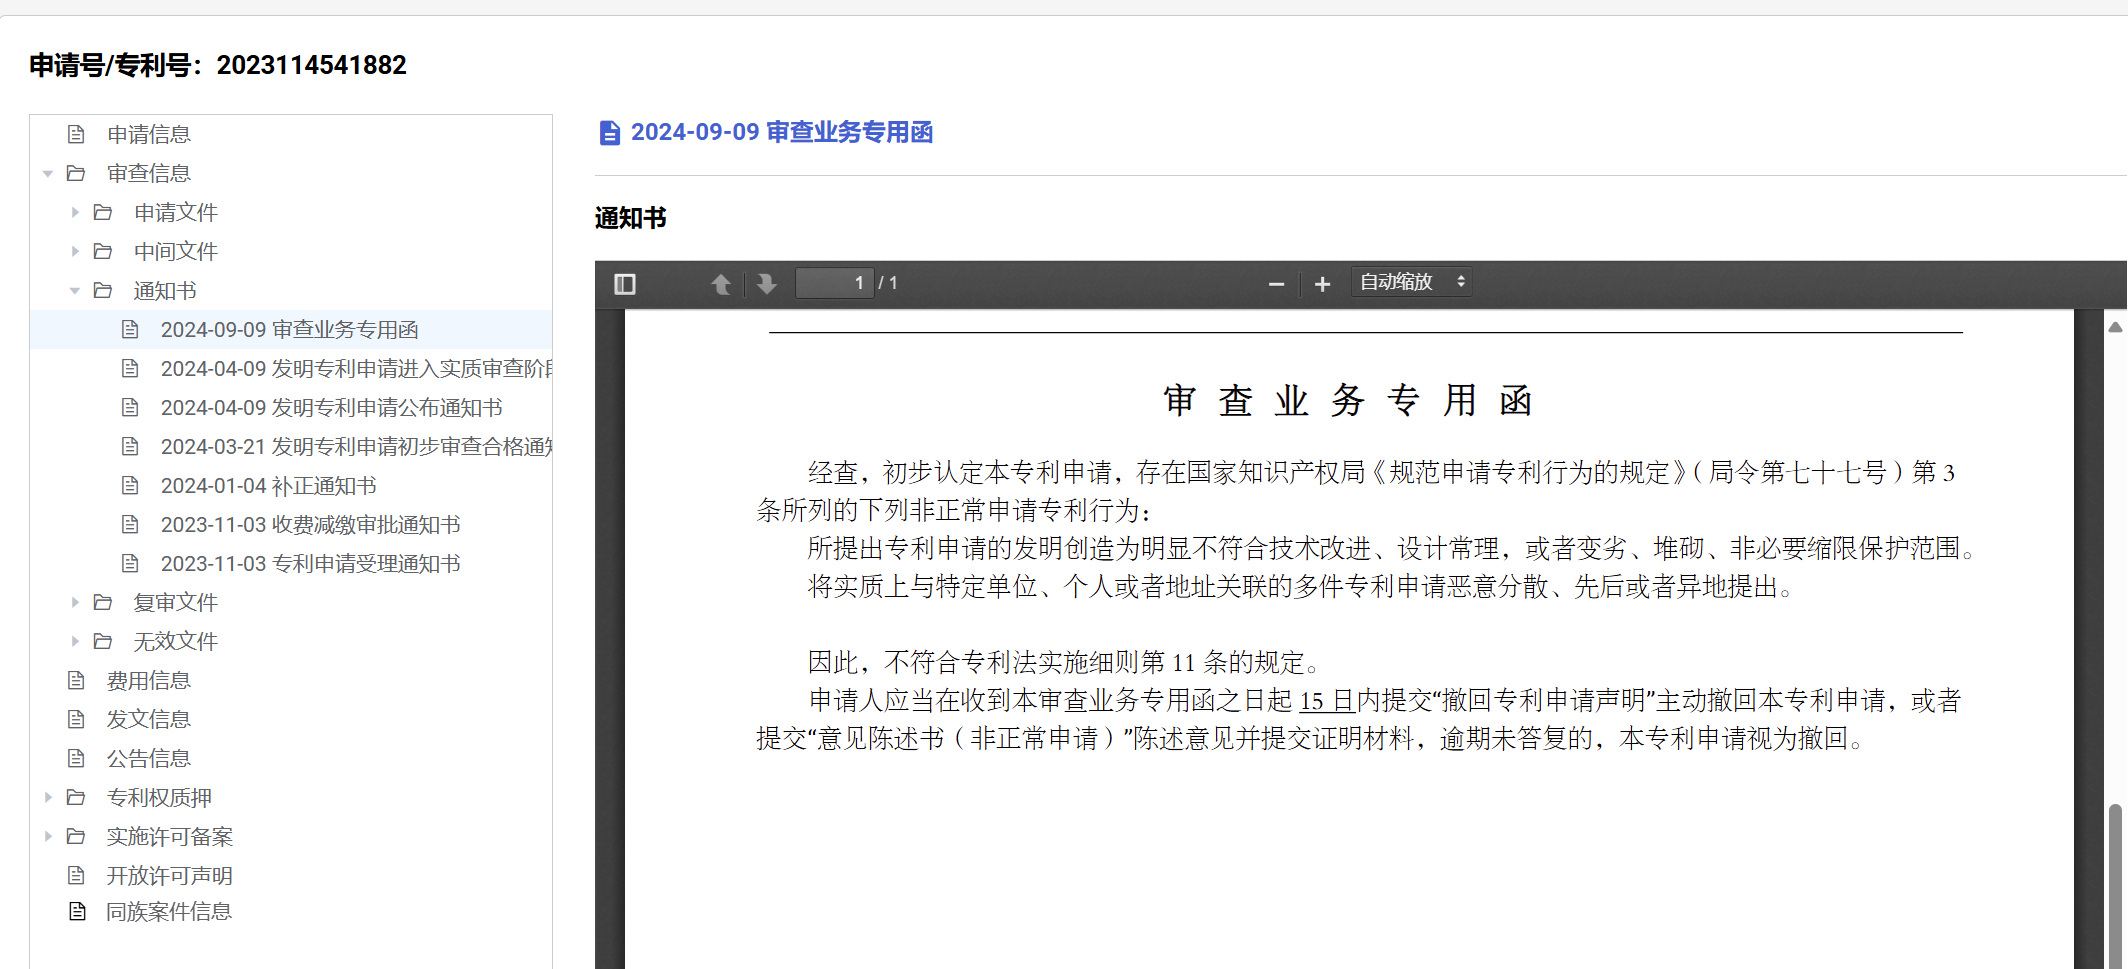 申请号/专利号：2023114541882
申请信息
审查信息
申请文件
中间文件
通知书
2024-09-09 审查业务专用函
2024-04-09 发明专利申请进入实质审查阶
2024-04-09 发明专利申请公布通知书
2024-03-21 发明专利申请初步审查合格通
2024-01-04 补正通知书
2023-11-03 收费减缴审批通知书
2023-11-03 专利申请受理通知书
复审文件
无效文件
费用信息
发文信息
公告信息
专利权质押
实施许可备案
开放许可声明
同族案件信息
2024-09-09 审查业务专用函
通知书
1 / 1
自动缩放
审查业务专用函
经查，初步认定本专利申请，存在国家知识产权局《规范申请专利行为的规定》（局令第七十七号）第 3
条所列的下列非正常申请专利行为：
所提出专利申请的发明创造为明显不符合技术改进、设计常理，或者变劣、堆砌、非必要缩限保护范围。
将实质上与特定单位、个人或者地址关联的多件专利申请恶意分散、先后或者异地提出。
因此，不符合专利法实施细则第 11 条的规定。
申请人应当在收到本审查业务专用函之日起 15 日内提交“撤回专利申请声明”主动撤回本专利申请，或者
提交“意见陈述书（非正常申请）”陈述意见并提交证明材料，逾期未答复的，本专利申请视为撤回。